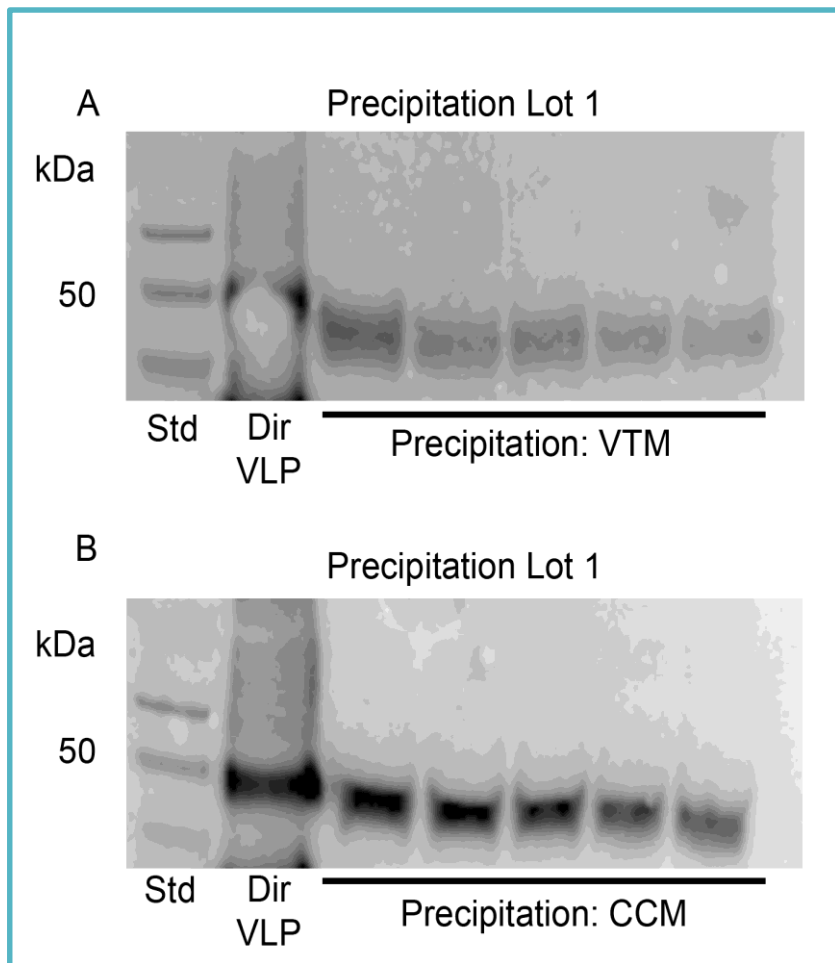 A
Precipitation Lot 1
kDa
50
Std
Dir
VLP
Precipitation: VTM
B
Precipitation Lot 1
kDa
50
Std
Dir
VLP
Precipitation: CCM